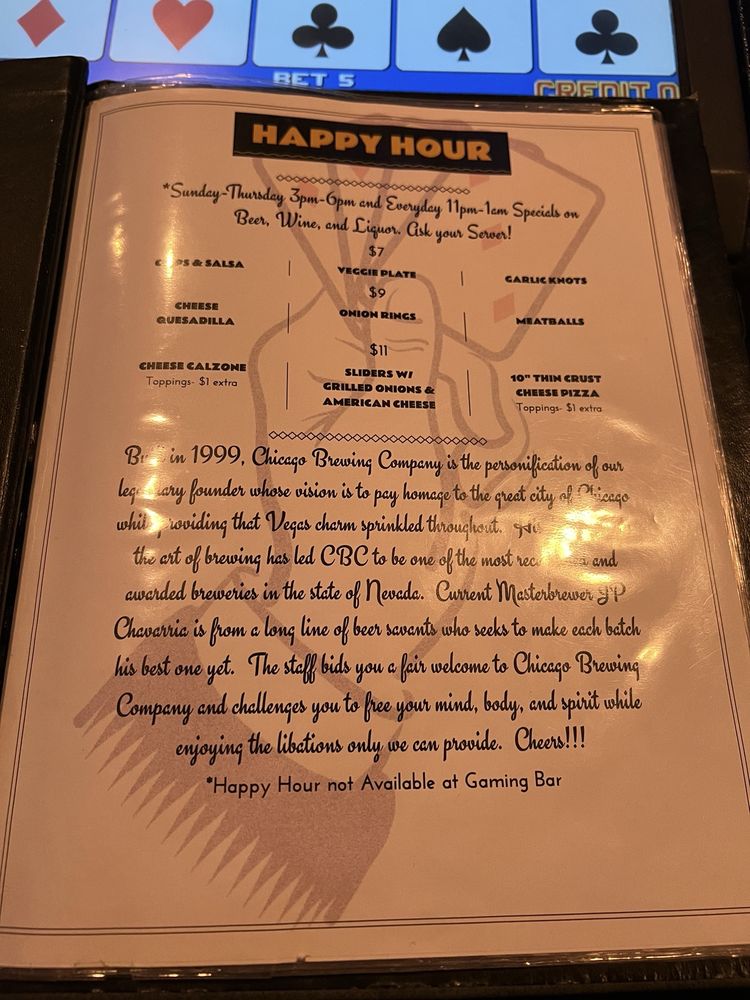 BET 5
CREDIT 0
HAPPY HOUR
*Sunday-Thursday 3pm-6pm and Everyday 11pm-1am Specials on
Beer, Wine, and Liquor. Ask your Server!
$7
& SALSA | VEGGIE PLATE | GARLIC KNOTS
$9
CHEESE QUESADILLA | ONION RINGS | MEATBALLS
$11
CHEESE CALZONE
Toppings- $1 extra
SLIDERS W/
GRILLED ONIONS &
AMERICAN CHEESE
10" THIN CRUST
CHEESE PIZZA
Toppings- $1 extra
in 1999, Chicago Brewing Company is the personification of our
founder whose vision is to pay homage to the great city of Chicago
providing that Vegas charm sprinkled throughout.
the art of brewing has led CBC to be one of the most and
awarded breweries in the state of Nevada. Current Masterbrewer JP
Chavarria is from a long line of beer savants who seeks to make each batch
his best one yet. The staff bids you a fair welcome to Chicago Brewing
Company and challenges you to free your mind, body, and spirit while
enjoying the libations only we can provide. Cheers!!!
*Happy Hour not Available at Gaming Bar